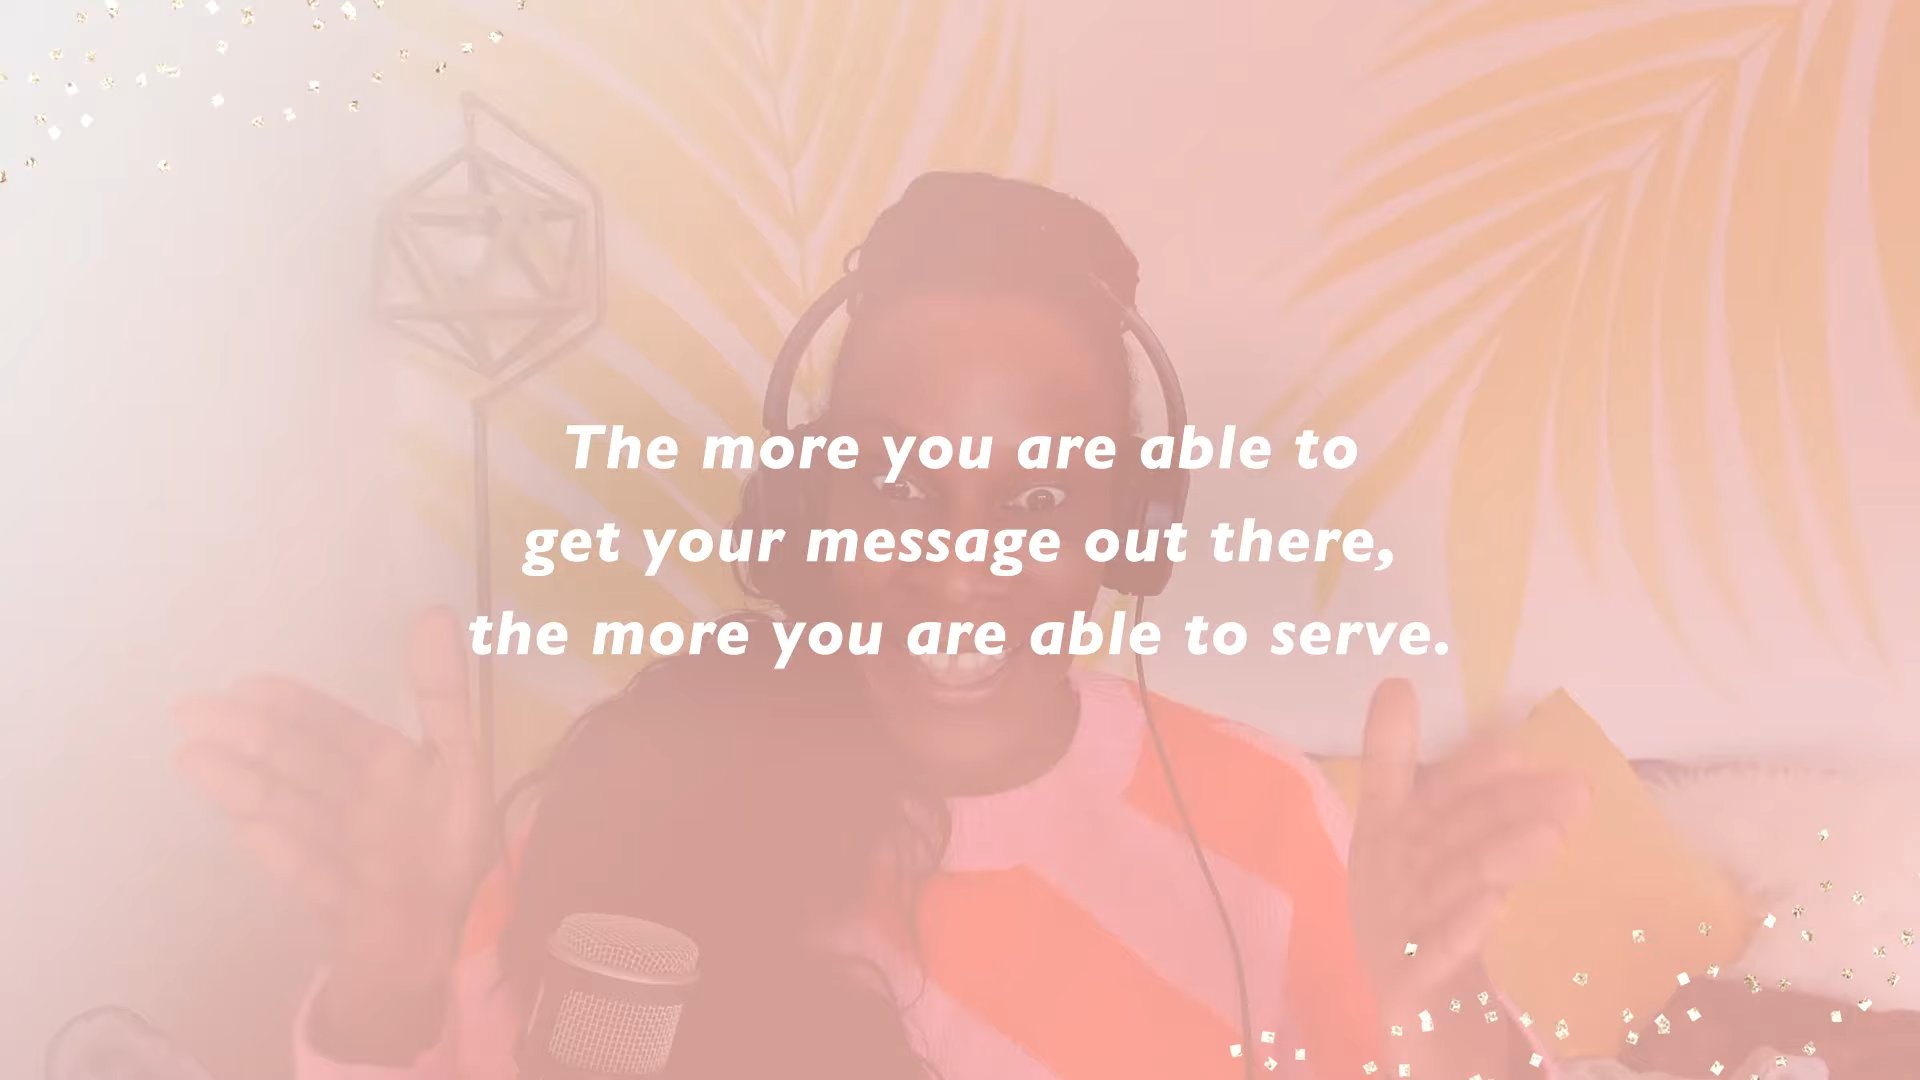 The more you are able to
get your message out there,
the more you are able to serve.